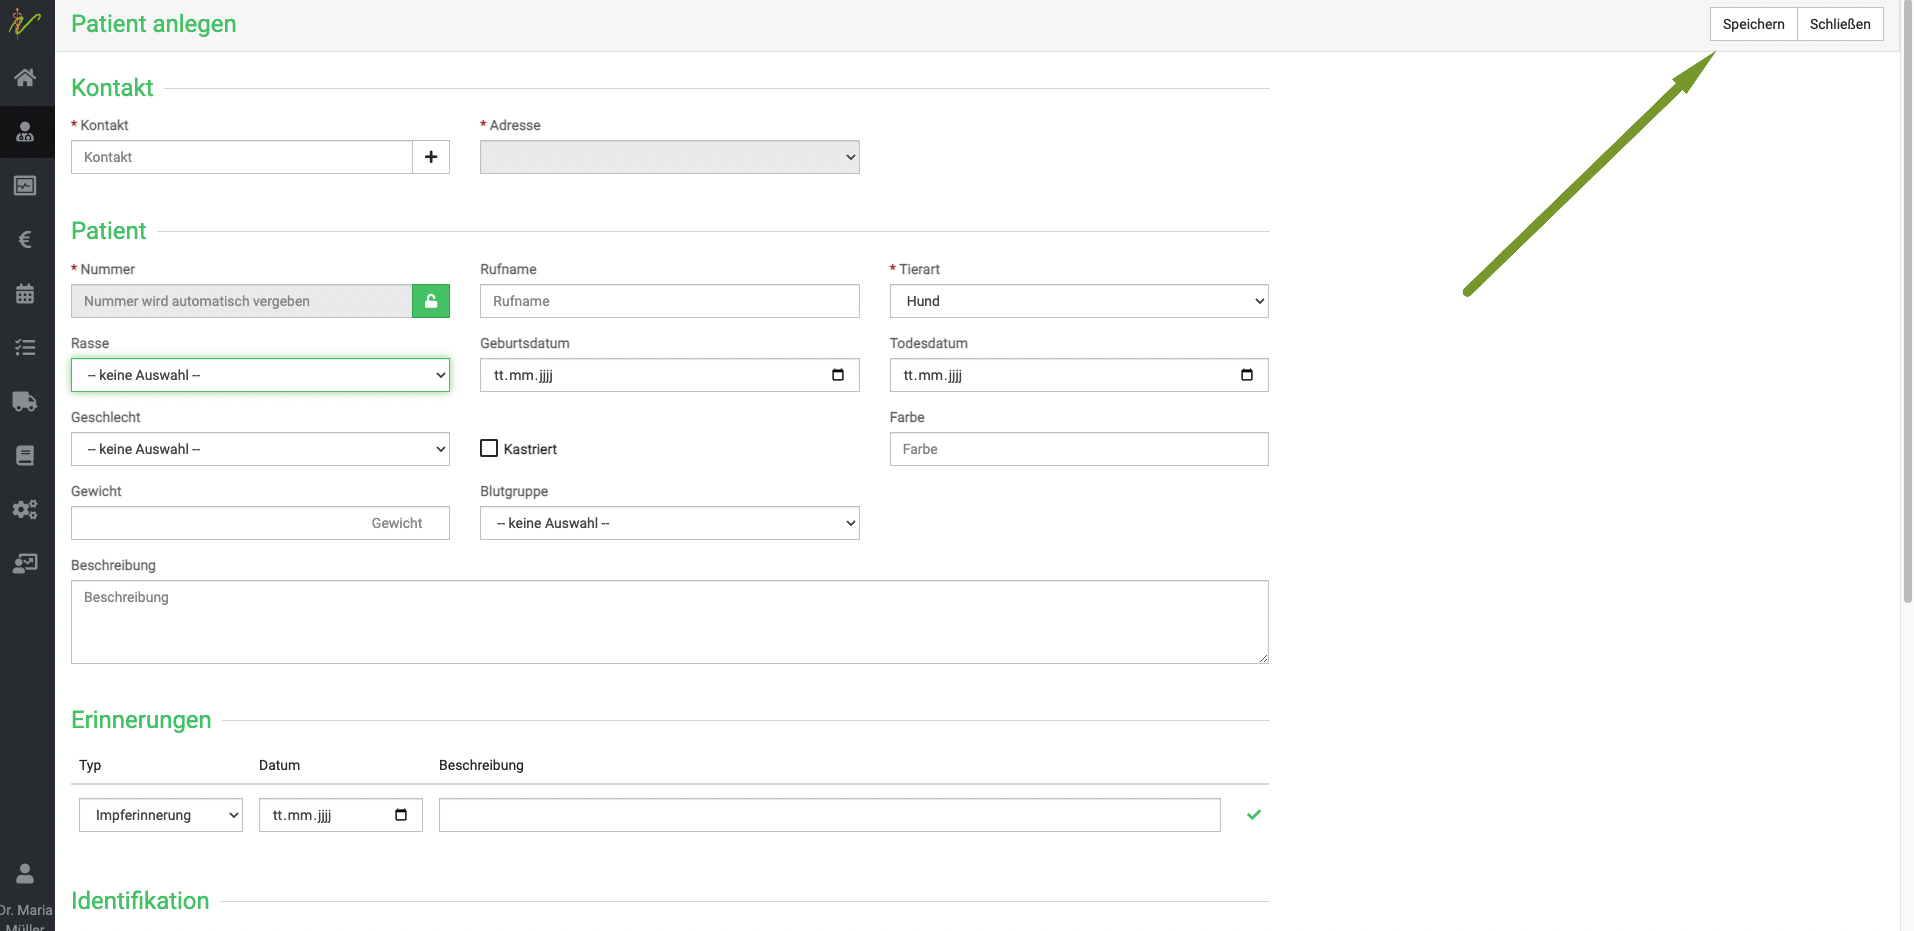 Patient anlegen
Speichern Schließen
Kontakt
* Kontakt * Adresse
Kontakt
Patient
* Nummer Rufname * Tierart
Nummer wird automatisch vergeben Rufname Hund
Rasse Geburtsdatum Todesdatum
-- keine Auswahl -- tt.mm.jjjj tt.mm.jjjj
Geschlecht Farbe
-- keine Auswahl -- Kastriert Farbe
Gewicht Blutgruppe
Gewicht -- keine Auswahl --
Beschreibung
Beschreibung
Erinnerungen
Typ Datum Beschreibung
Impferinnerung tt.mm.jjjj
Identifikation
Dr. Maria
Müller